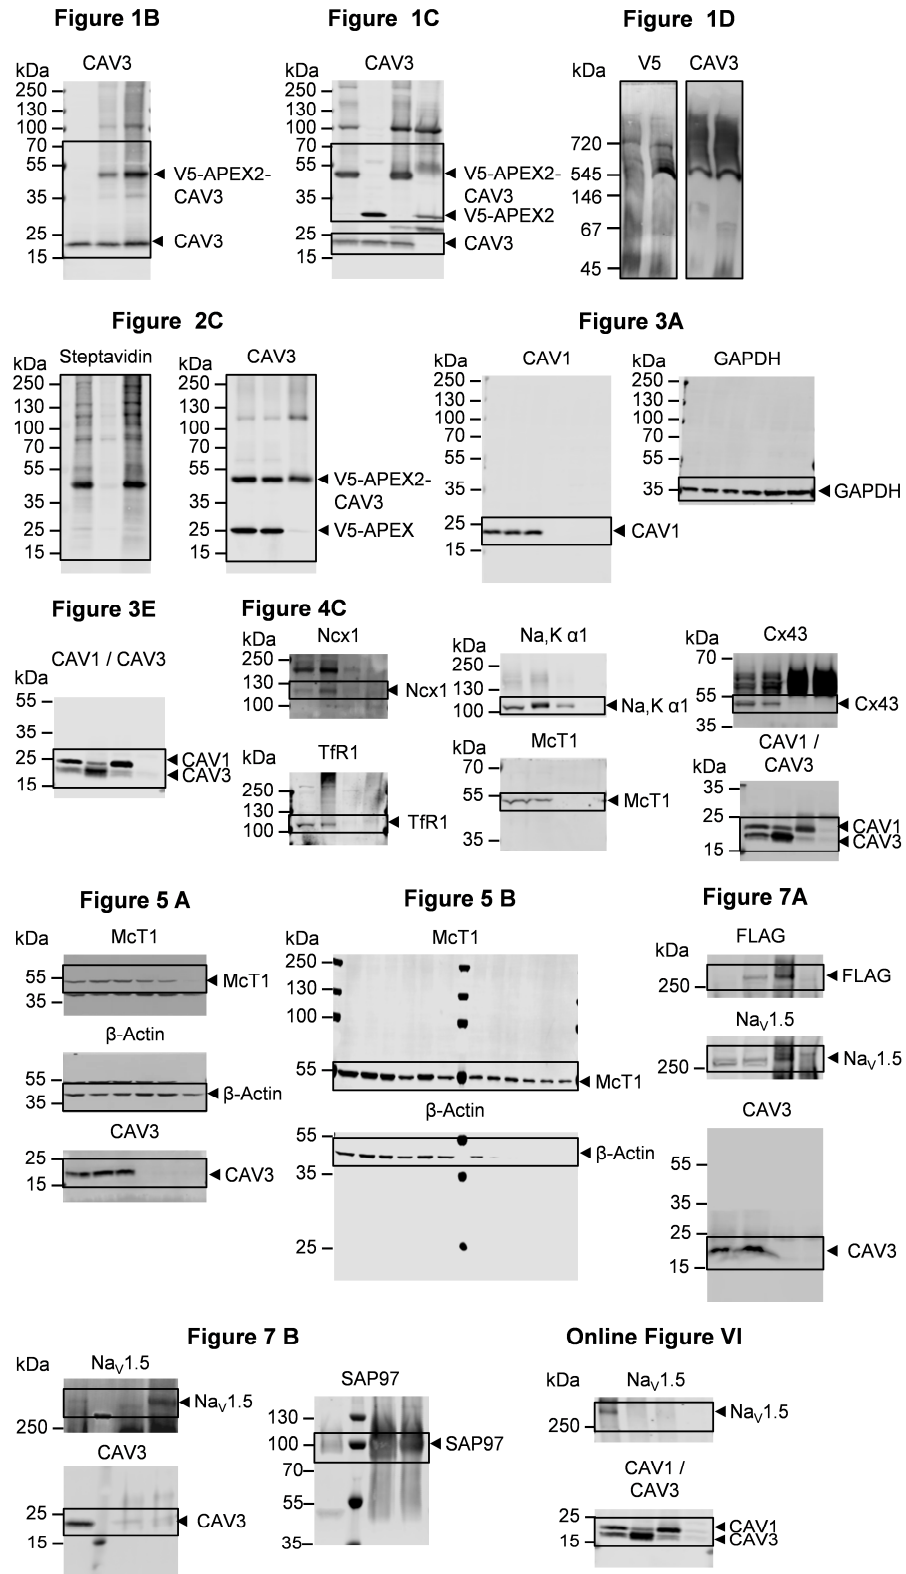 Figure 1B
CAV3
kDa
250
130
100
70
55
35
25
15
V5-APEX2-
CAV3
CAV3
Figure 1C
CAV3
kDa
250
130
100
70
55
35
25
15
V5-APEX2-
CAV3
V5-APEX2
CAV3
Figure 1D
V5 CAV3
kDa
720
545
146
67
45
Figure 2C
Steptavidin
kDa
250
130
100
70
55
35
25
15
CAV3
kDa
250
130
100
70
55
35
25
15
V5-APEX2-
CAV3
V5-APEX
Figure 3A
CAV1
kDa
250
130
100
70
55
35
25
15
CAV1
GAPDH
kDa
250
130
100
70
55
35
GAPDH
Figure 3E
CAV1 / CAV3
kDa
55
35
25
15
CAV1
CAV3
Figure 4C
Ncx1
kDa
250
130
100
Ncx1
Na,K α1
kDa
250
130
100
Na,K α1
Cx43
kDa
70
55
35
Cx43
TfR1
kDa
250
130
100
TfR1
McT1
kDa
70
55
35
McT1
CAV1 /
CAV3
kDa
35
25
15
CAV1
CAV3
Figure 5 A
McT1
kDa
55
35
McT1
β-Actin
55
35
β-Actin
CAV3
25
15
CAV3
Figure 5 B
McT1
kDa
250
130
100
55
McT1
β-Actin
55
35
25
β-Actin
Figure 7A
FLAG
kDa
250
FLAG
NaV1.5
250
NaV1.5
CAV3
55
35
25
15
CAV3
Figure 7 B
NaV1.5
kDa
250
NaV1.5
CAV3
25
15
CAV3
SAP97
130
100
70
55
35
SAP97
Online Figure VI
NaV1.5
kDa
250
NaV1.5
CAV1 /
CAV3
25
15
CAV1
CAV3